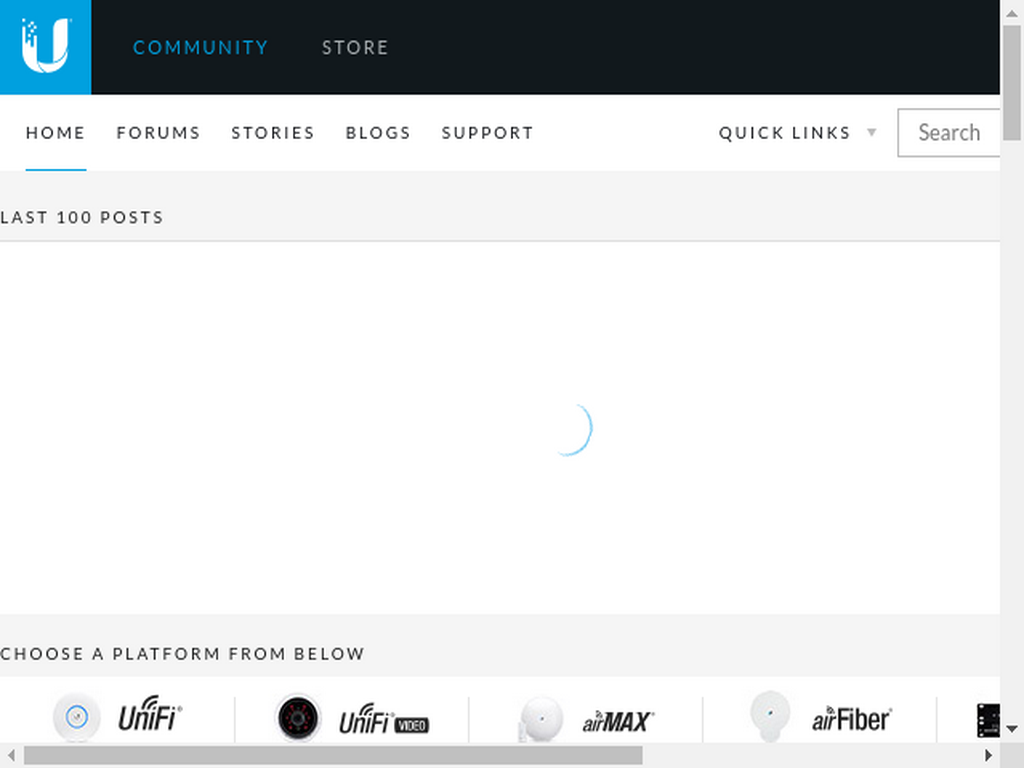 COMMUNITY STORE
HOME FORUMS STORIES BLOGS SUPPORT QUICK LINKS Search
LAST 100 POSTS
CHOOSE A PLATFORM FROM BELOW
UniFi UniFi VIDEO airMAX airFiber